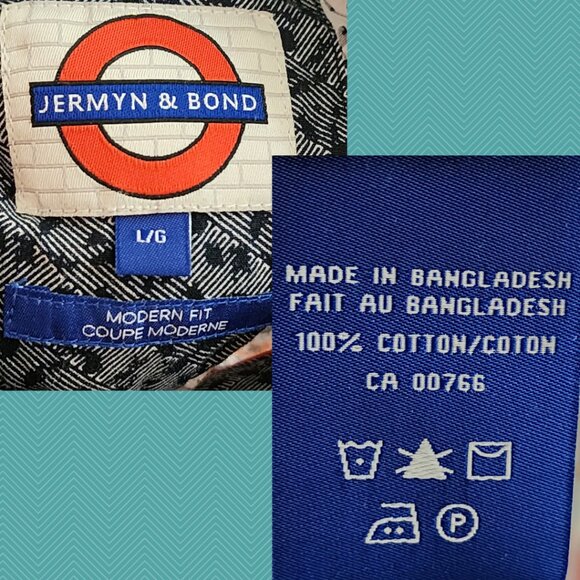 JERMYN & BOND
L/G
MODERN FIT
COUPE MODERNE
MADE IN BANGLADESH
FAIT AU BANGLADESH
100% COTTON/COTON
CA 00766
P